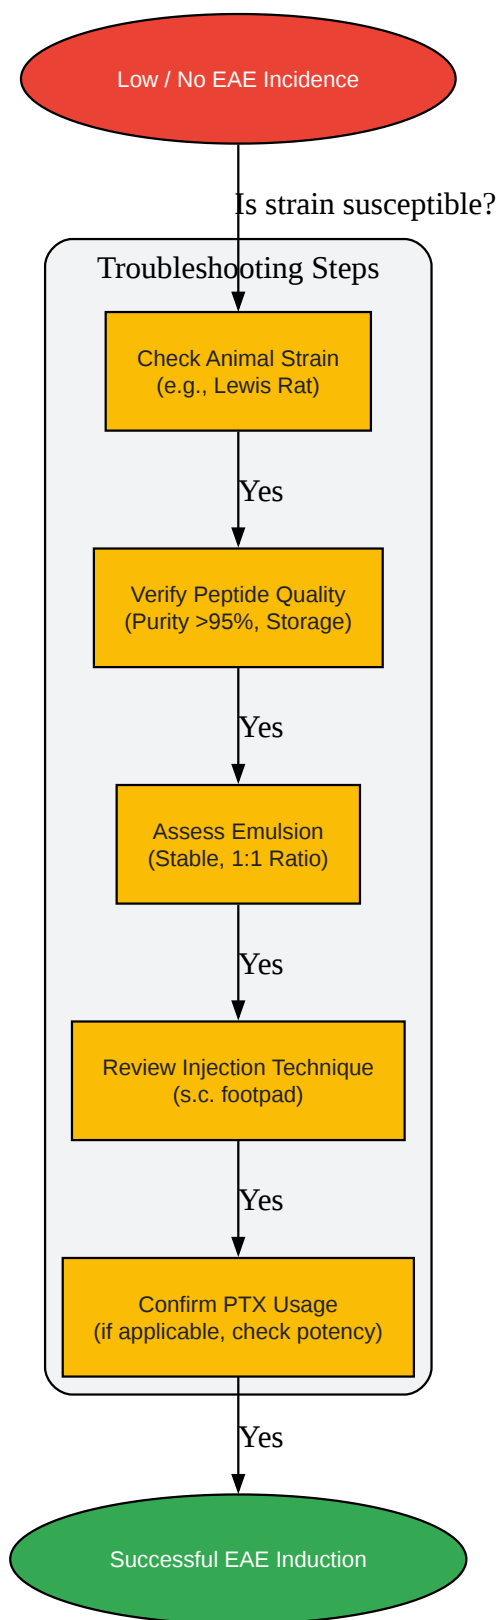 Low / No EAE Incidence
Is strain susceptible?
Troubleshooting Steps
Check Animal Strain
(e.g., Lewis Rat)
Yes
Verify Peptide Quality
(Purity >95%, Storage)
Yes
Assess Emulsion
(Stable, 1:1 Ratio)
Yes
Review Injection Technique
(s.c. footpad)
Yes
Confirm PTX Usage
(if applicable, check potency)
Yes
Successful EAE Induction